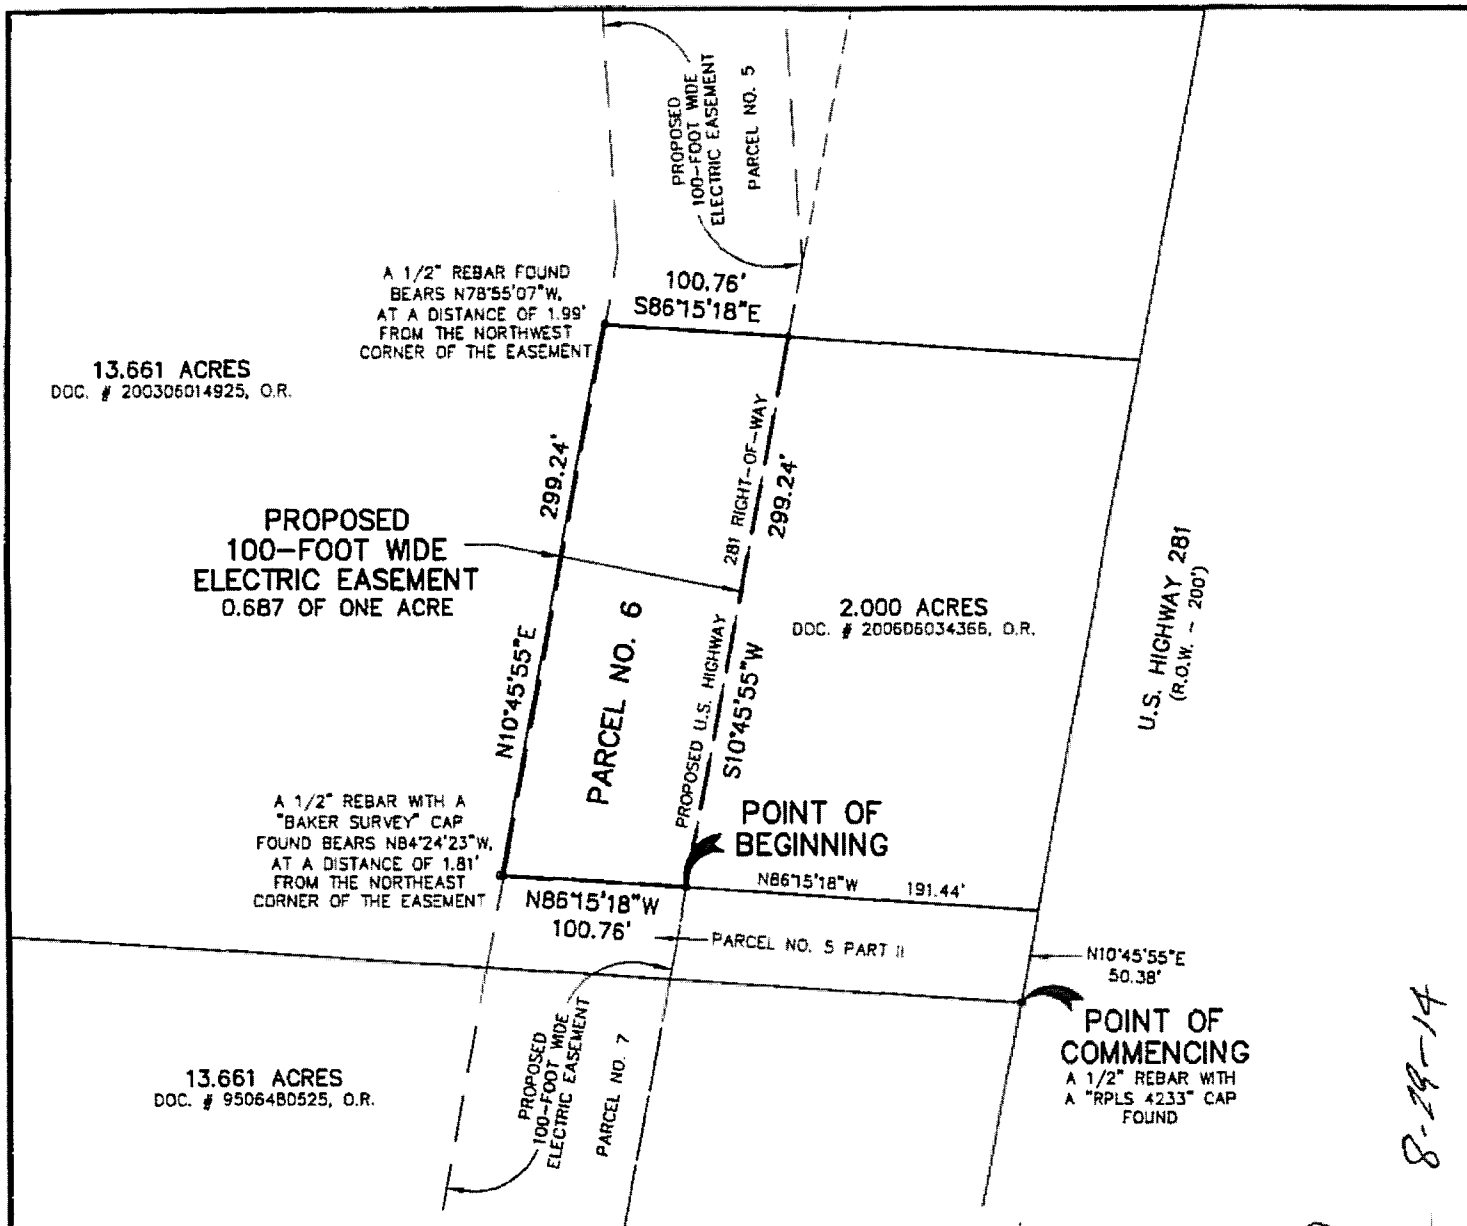 PROPOSED
100-FOOT WIDE
ELECTRIC EASEMENT
PARCEL NO. 5
A 1/2" REBAR FOUND
BEARS N78°55'07"W,
AT A DISTANCE OF 1.99'
FROM THE NORTHWEST
CORNER OF THE EASEMENT
100.76'
S86°15'18"E
13.661 ACRES
DOC. # 200306014925, O.R.
299.24'
N10°45'55"E
PROPOSED
100-FOOT WIDE
ELECTRIC EASEMENT
0.687 OF ONE ACRE
PARCEL NO. 6
PROPOSED U.S. HIGHWAY 281 RIGHT-OF-WAY
299.24'
S10°45'55"W
2.000 ACRES
DOC. # 200606034366, O.R.
U.S. HIGHWAY 281
(R.O.W. - 200')
A 1/2" REBAR WITH A
"BAKER SURVEY" CAP
FOUND BEARS N84°24'23"W,
AT A DISTANCE OF 1.81'
FROM THE NORTHEAST
CORNER OF THE EASEMENT
POINT OF
BEGINNING
N86°15'18"W 191.44'
N86°15'18"W
100.76'
PARCEL NO. 5 PART II
N10°45'55"E
50.38'
POINT OF
COMMENCING
A 1/2" REBAR WITH
A "RPLS 4233" CAP
FOUND
PROPOSED
100-FOOT WIDE
ELECTRIC EASEMENT
PARCEL NO. 7
13.661 ACRES
DOC. # 9506480525, O.R.
8-29-14